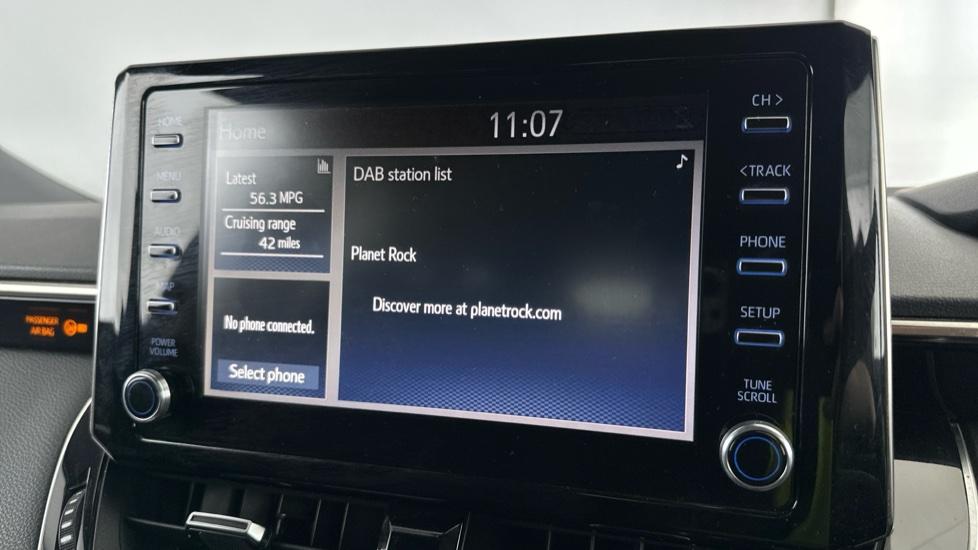 Home
11:07
Latest
56.3 MPG
Cruising range
42 miles
No phone connected.
Select phone
DAB station list
Planet Rock
Discover more at planetrock.com
HOME
MENU
AUDIO
MAP
POWER
VOLUME
CH >
< TRACK
PHONE
SETUP
TUNE
SCROLL
PASSENGER
AIR BAG